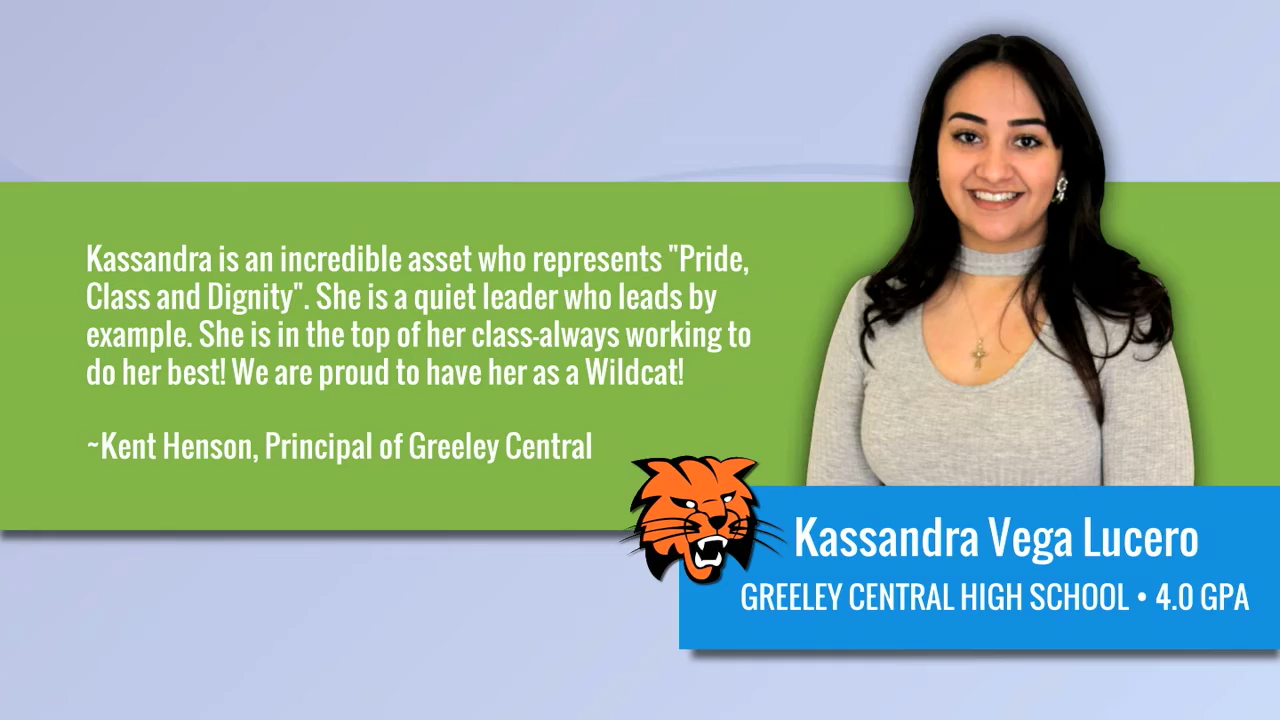 Kassandra is an incredible asset who represents "Pride,
Class and Dignity". She is a quiet leader who leads by
example. She is in the top of her class-always working to
do her best! We are proud to have her as a Wildcat!
~Kent Henson, Principal of Greeley Central
Kassandra Vega Lucero
GREELEY CENTRAL HIGH SCHOOL • 4.0 GPA